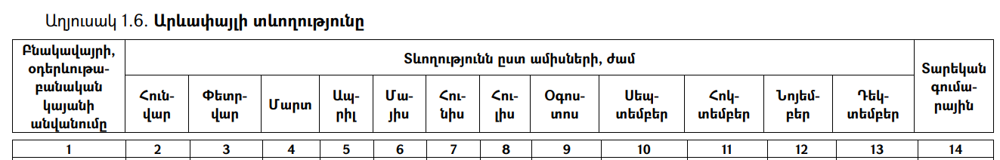 Աղյուսակ 1.6. Արևափայլի տևողությունը
Բնակավայրի,
օդերևութա-
բանական
կայանի
անվանումը
Տևողությունն ըստ ամիսների, ժամ
Տարեկան
գումա-
րային
Հուն-
վար
Փետր-
վար
Մարտ
Ապ-
րիլ
Մա-
յիս
Հու-
նիս
Հու-
լիս
Օգոս-
տոս
Սեպ-
տեմբեր
Հոկ-
տեմբեր
Նոյեմ-
բեր
Դեկ-
տեմբեր
1 2 3 4 5 6 7 8 9 10 11 12 13 14